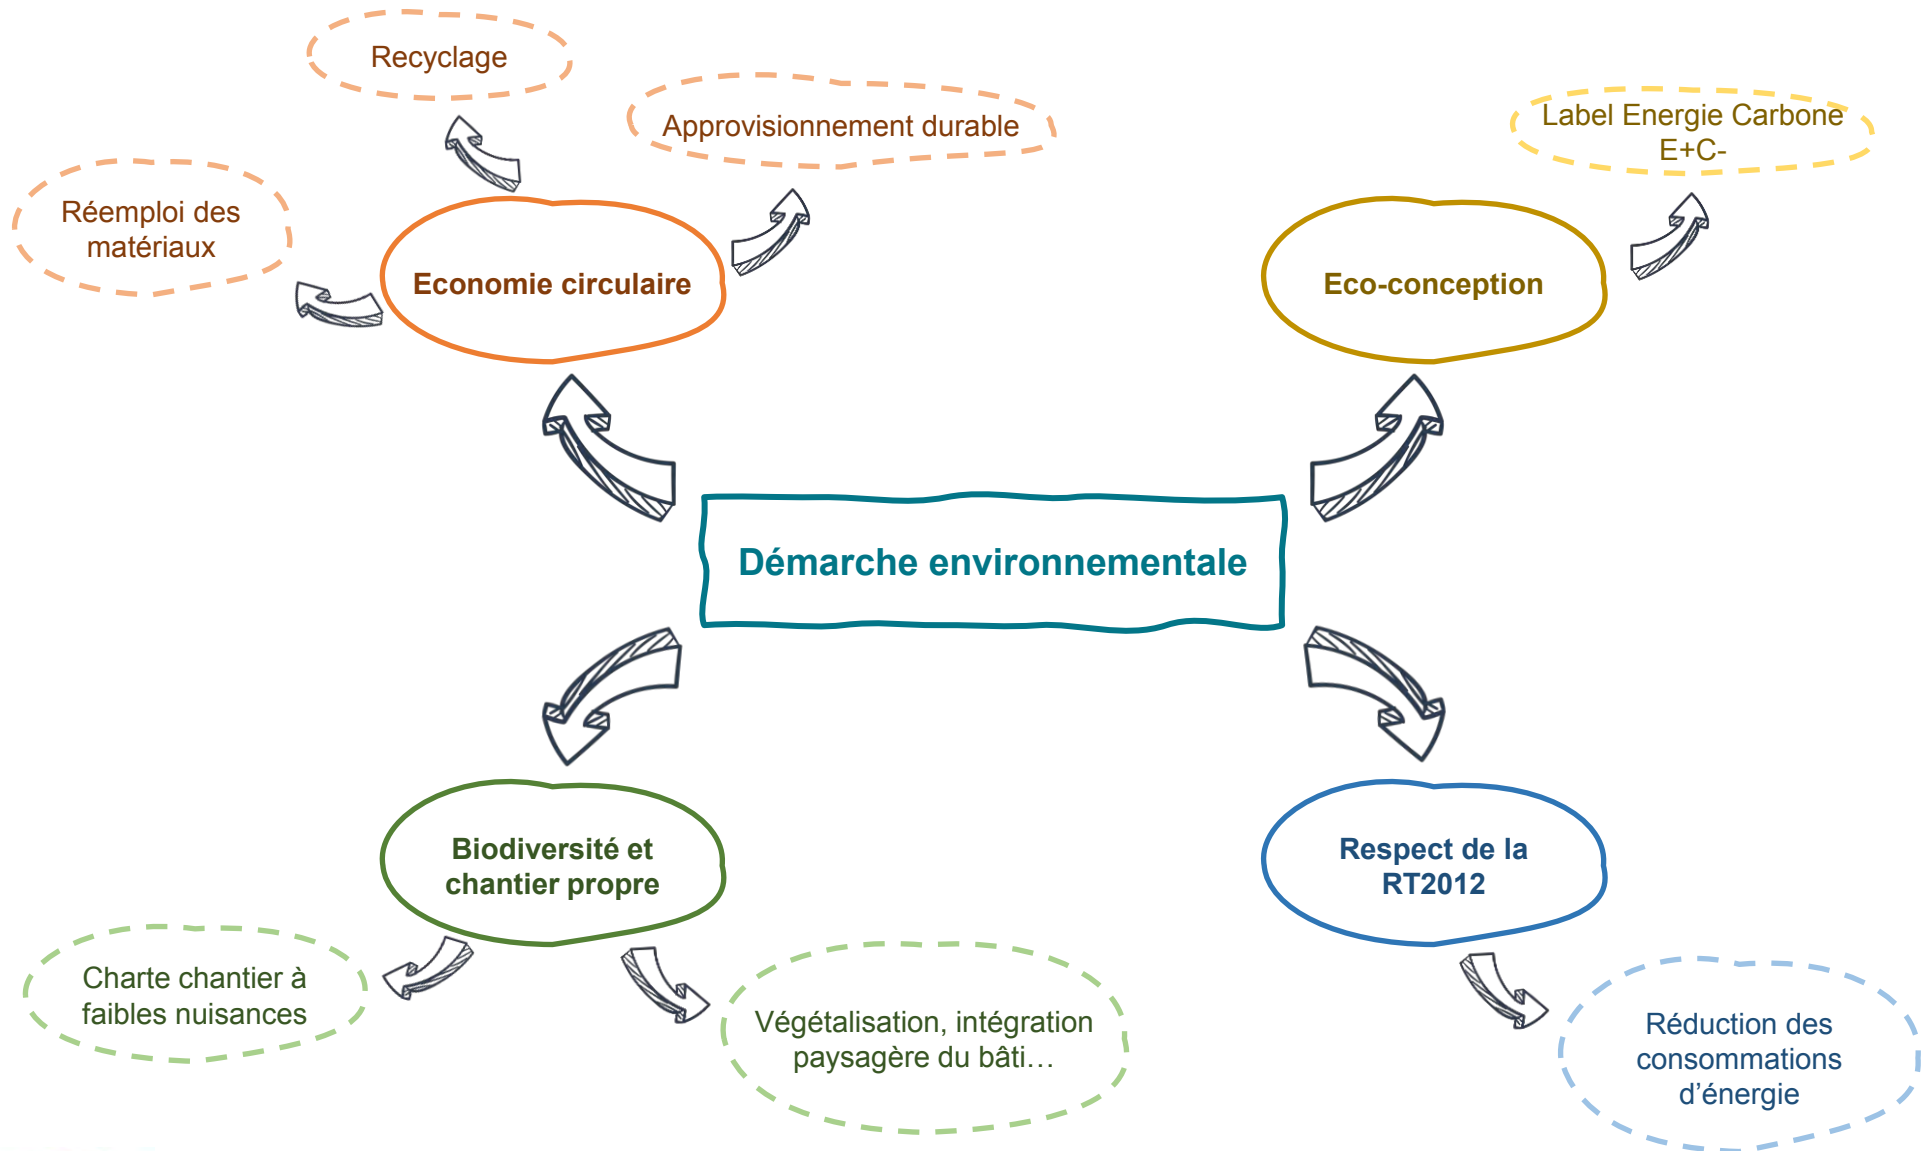 Recyclage
Approvisionnement durable
Label Energie Carbone
E+C-
Réemploi des
matériaux
Economie circulaire
Eco-conception
Démarche environnementale
Biodiversité et
chantier propre
Respect de la
RT2012
Charte chantier à
faibles nuisances
Végétalisation, intégration
paysagère du bâti…
Réduction des
consommations
d’énergie